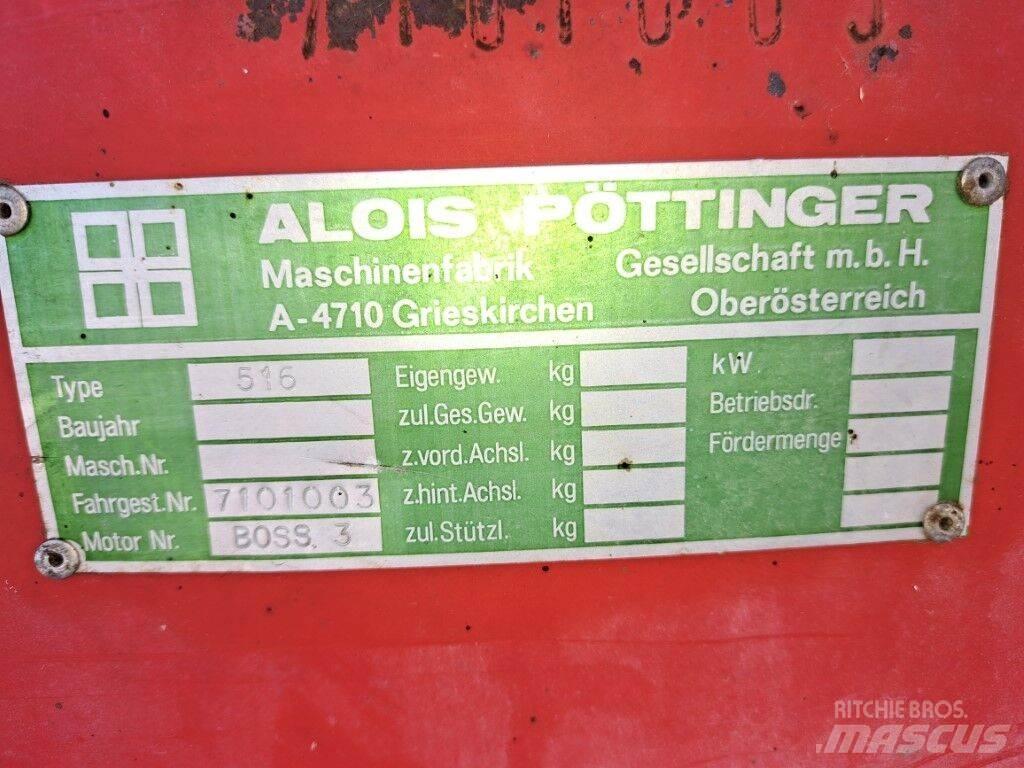 ALOIS PÖTTINGER
Maschinenfabrik Gesellschaft m.b.H.
A-4710 Grieskirchen Oberösterreich
Type 516 Eigengew. kg kW
Baujahr zul.Ges.Gew. kg Betriebsdr.
Masch.Nr. z.vord.Achsl. kg Fördermenge
Fahrgest.Nr. 7101003 z.hint.Achsl. kg
Motor Nr. BOSS 3 zul.Stützl. kg
RITCHIE BROS.
MASCUS